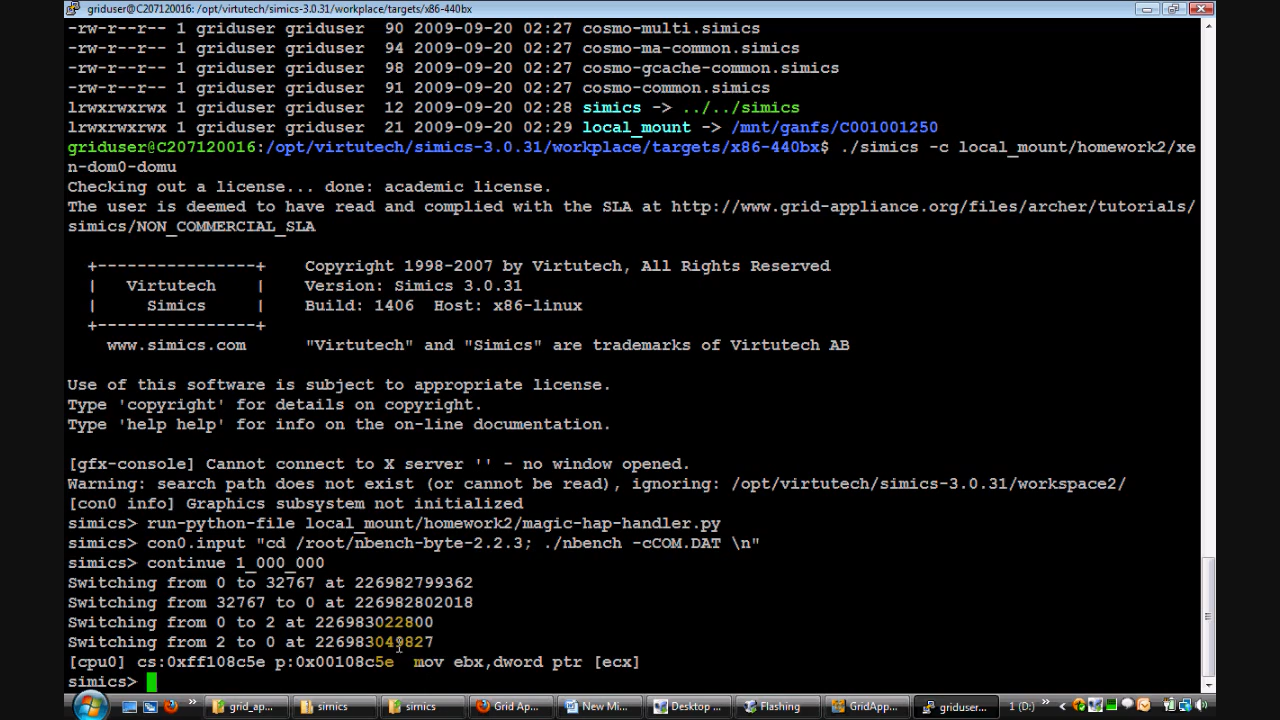 griduser@C207120016: /opt/virtutech/simics-3.0.31/workplace/targets/x86-440bx
-rw-r--r-- 1 griduser griduser  90 2009-09-20 02:27 cosmo-multi.simics
-rw-r--r-- 1 griduser griduser  94 2009-09-20 02:27 cosmo-ma-common.simics
-rw-r--r-- 1 griduser griduser  98 2009-09-20 02:27 cosmo-gcache-common.simics
-rw-r--r-- 1 griduser griduser  91 2009-09-20 02:27 cosmo-common.simics
lrwxrwxrwx 1 griduser griduser  12 2009-09-20 02:28 simics -> ../../simics
lrwxrwxrwx 1 griduser griduser  21 2009-09-20 02:29 local_mount -> /mnt/ganfs/C001001250
griduser@C207120016:/opt/virtutech/simics-3.0.31/workplace/targets/x86-440bx$ ./simics -c local_mount/homework2/xe
n-dom0-domu
Checking out a license... done: academic license.
The user is deemed to have read and complied with the SLA at http://www.grid-appliance.org/files/archer/tutorials/
simics/NON_COMMERCIAL_SLA
+----------------+    Copyright 1998-2007 by Virtutech, All Rights Reserved
|   Virtutech    |    Version: Simics 3.0.31
|     Simics     |    Build: 1406  Host: x86-linux
+----------------+
www.simics.com      "Virtutech" and "Simics" are trademarks of Virtutech AB
Use of this software is subject to appropriate license.
Type 'copyright' for details on copyright.
Type 'help help' for info on the on-line documentation.
[gfx-console] Cannot connect to X server '' - no window opened.
Warning: search path does not exist (or cannot be read), ignoring: /opt/virtutech/simics-3.0.31/workspace2/
[con0 info] Graphics subsystem not initialized
simics> run-python-file local_mount/homework2/magic-hap-handler.py
simics> con0.input "cd /root/nbench-byte-2.2.3; ./nbench -cCOM.DAT \n"
simics> continue 1_000_000
Switching from 0 to 32767 at 226982799362
Switching from 32767 to 0 at 226982802018
Switching from 0 to 2 at 226983022800
Switching from 2 to 0 at 226983049827
[cpu0] cs:0xff108c5e p:0x00108c5e  mov ebx,dword ptr [ecx]
simics>
grid_ap... simics simics Grid Ap... New Mi... Desktop ... Flashing GridApp... griduser... 1 (D:)